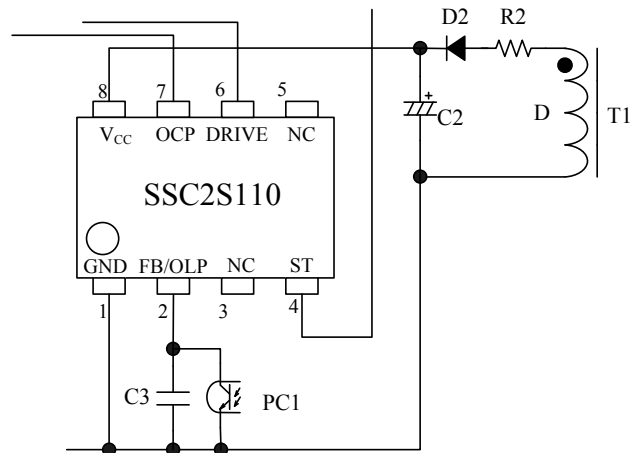 D2 R2
8 7 6 5
V_CC OCP DRIVE NC
+
C2
D T1
SSC2S110
GND FB/OLP NC ST
1 2 3 4
C3 PC1